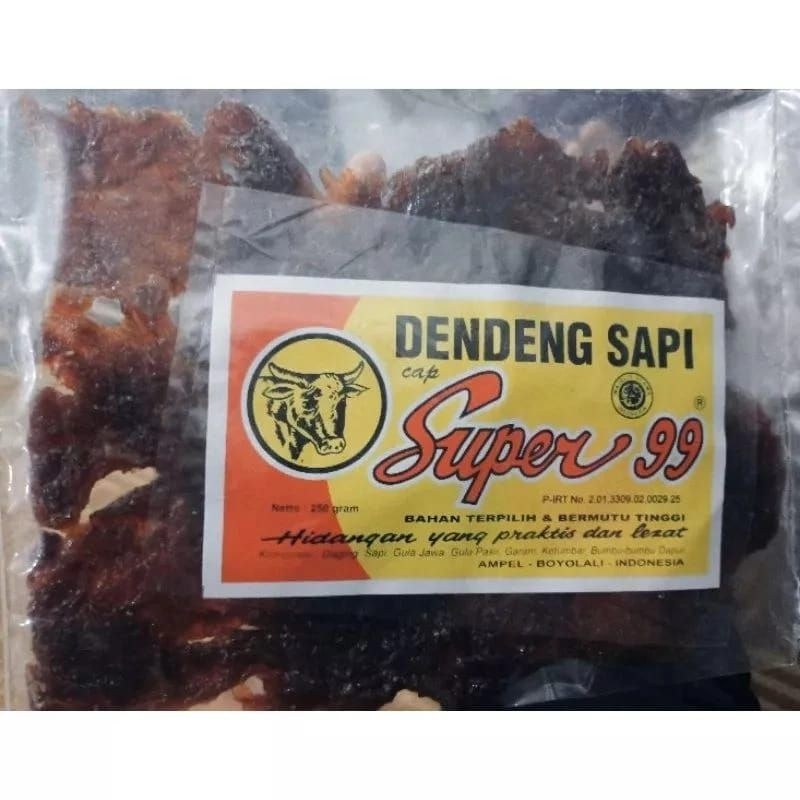 DENDENG SAPI
cap
Super 99 ®
P-IRT No. 2.01.3309.02.0029.25
Netto : 250 gram
BAHAN TERPILIH & BERMUTU TINGGI
Hidangan yang praktis dan lezat
Komposisi : Daging Sapi, Gula Jawa, Gula Pasir, Garam, Ketumbar, Bumbu-bumbu Dapur
AMPEL - BOYOLALI - INDONESIA